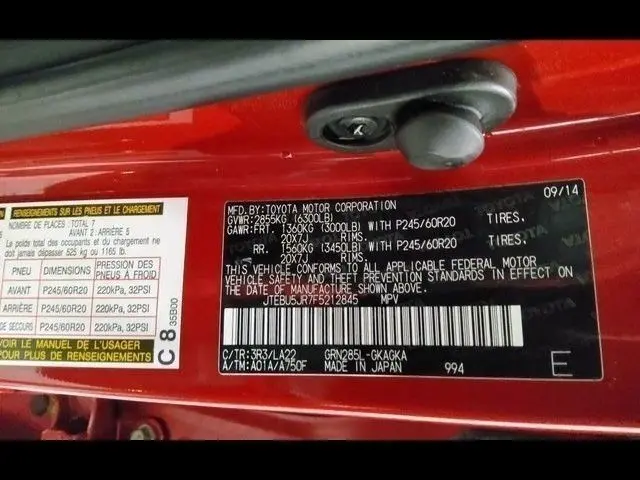 RENSEIGNEMENTS SUR LES PNEUS ET LE CHARGEMENT
NOMBRE DE PLACES: TOTAL 7
AVANT 2: ARRIÈRE 5
Le poids total des occupants et du chargement ne
doit jamais dépasser 525 kg ou 1165 lb.
PNEU DIMENSIONS PRESSION DES PNEUS À FROID
AVANT P245/60R20 220kPa, 32PSI
ARRIÈRE P245/60R20 220kPa, 32PSI
DE SECOURS P245/60R20 220kPa, 32PSI
LE MANUEL DE L'USAGER
POUR PLUS DE RENSEIGNEMENTS
C 8
35B00
MFD.BY:TOYOTA MOTOR CORPORATION 09/14
GVWR:2855KG (6300LB)
GAWR:FRT. 1360KG (3000LB) WITH P245/60R20 TIRES.
20X7J RIMS.
RR. 1560KG (3450LB) WITH P245/60R20 TIRES.
20X7J RIMS.
THIS VEHICLE CONFORMS TO ALL APPLICABLE FEDERAL MOTOR
VEHICLE SAFETY AND THEFT PREVENTION STANDARDS IN EFFECT ON
THE DATE OF MANUFACTURE SHOWN ABOVE.
JTEBU5JR7F5212845 MPV
C/TR:3R3/LA22 GRN285L-GKAGKA
A/TM:A01A/A750F MADE IN JAPAN 994 E